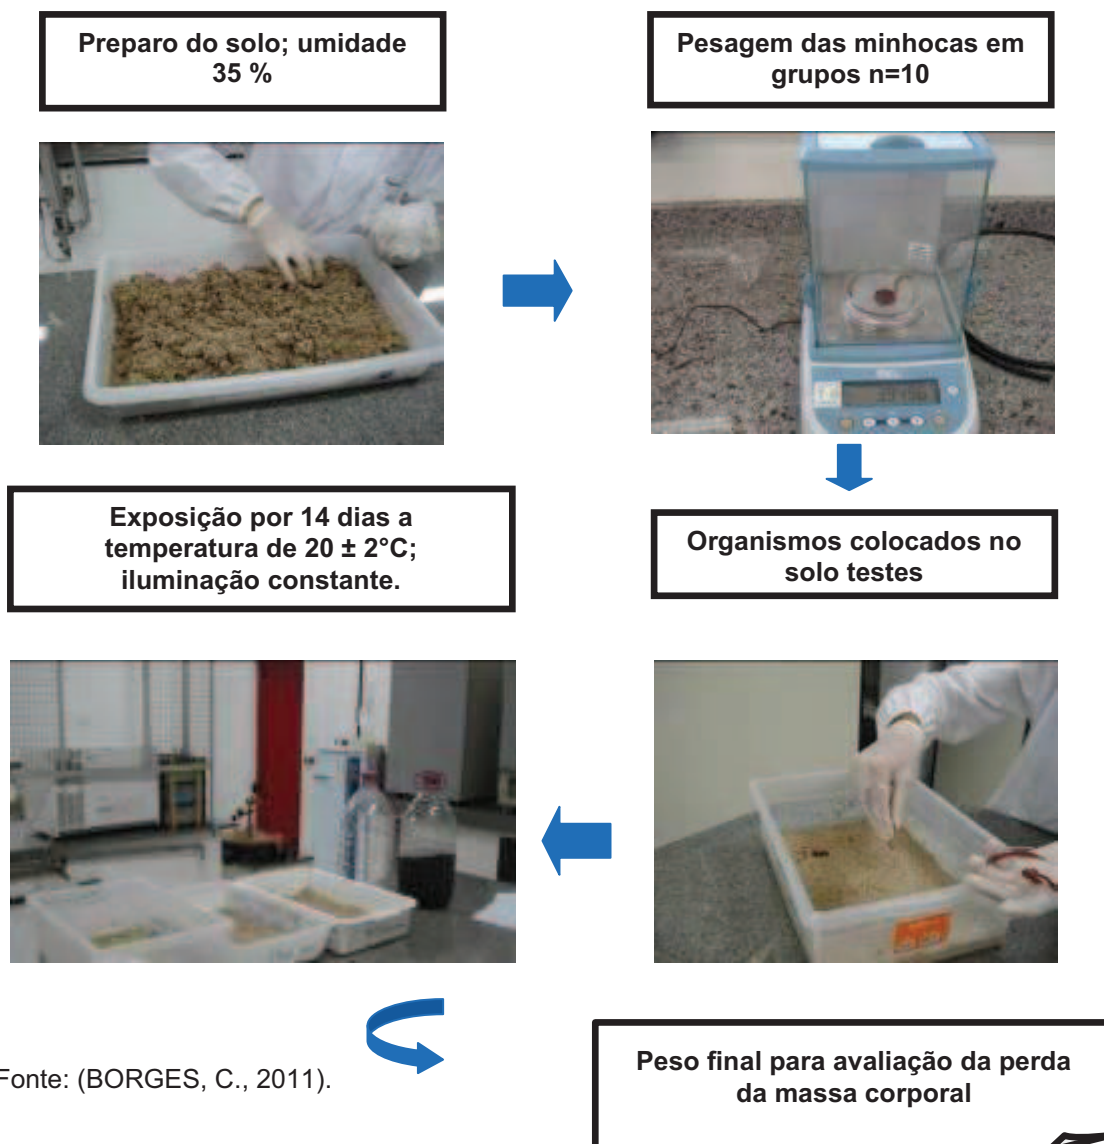 Preparo do solo; umidade
35 %
Pesagem das minhocas em
grupos n=10
Organismos colocados no
solo testes
Exposição por 14 dias a
temperatura de 20 ± 2°C;
iluminação constante.
Peso final para avaliação da perda
da massa corporal
Fonte: (BORGES, C., 2011).